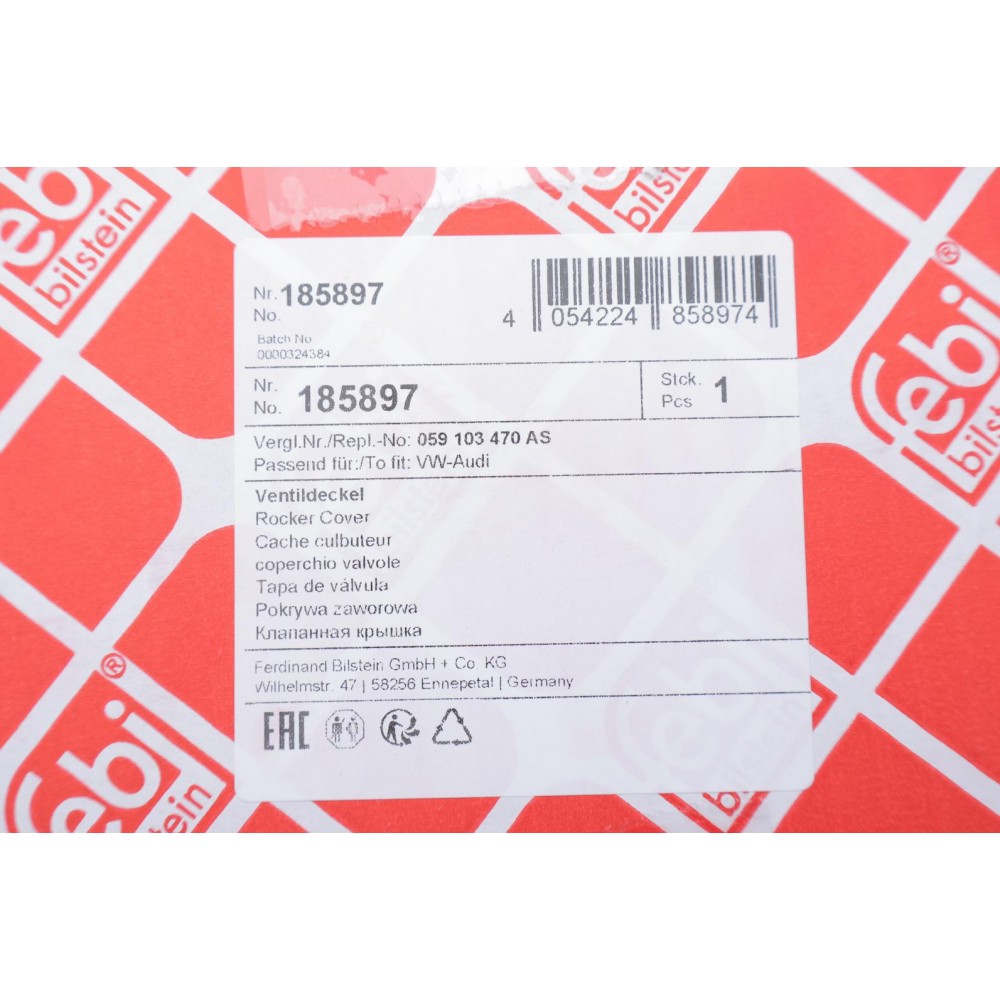 febi
bilstein
bilstein
Nr. 185897
No.
Batch No
0000324384
4 054224 858974
Nr.
No. 185897
Stck.
Pcs 1
Vergl.Nr./Repl.-No: 059 103 470 AS
Passend für:/To fit: VW-Audi
Ventildeckel
Rocker Cover
Cache culbuteur
coperchio valvole
Tapa de válvula
Pokrywa zaworowa
Клапанная крышка
Ferdinand Bilstein GmbH + Co. KG
Wilhelmstr. 47 | 58256 Ennepetal | Germany
EAC
febi®
bilstein
febi®